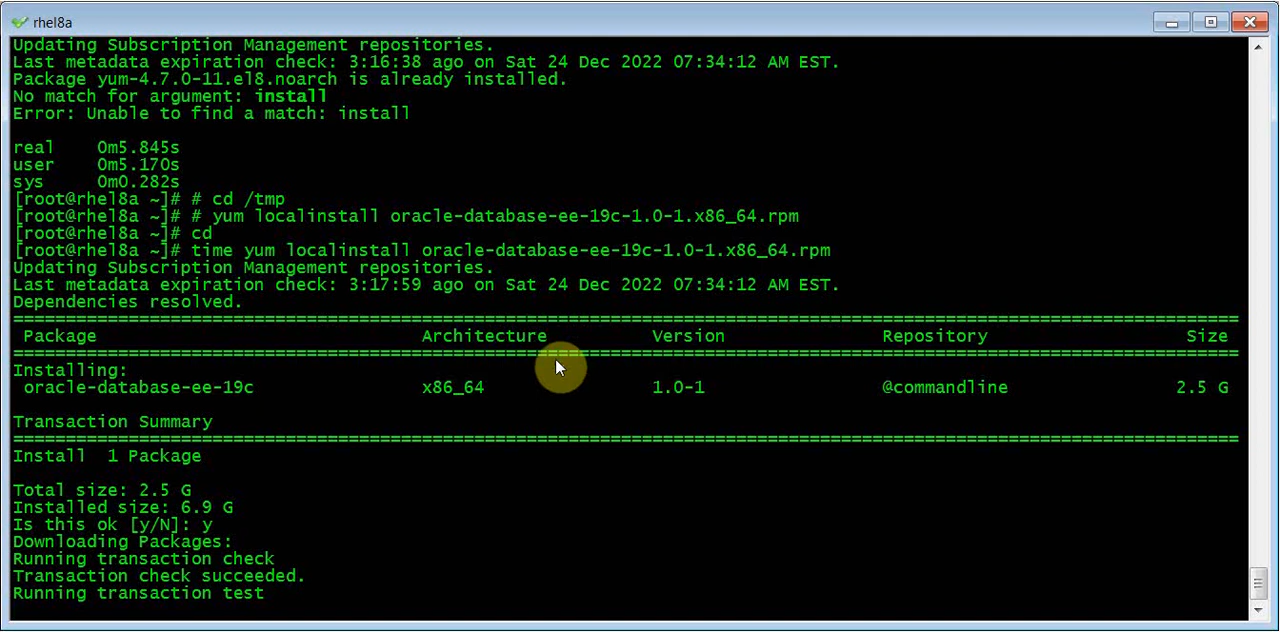 rhel8a
Updating Subscription Management repositories.
Last metadata expiration check: 3:16:38 ago on Sat 24 Dec 2022 07:34:12 AM EST.
Package yum-4.7.0-11.el8.noarch is already installed.
No match for argument: install
Error: Unable to find a match: install
real    0m5.845s
user    0m5.170s
sys     0m0.282s
[root@rhel8a ~]# # cd /tmp
[root@rhel8a ~]# # yum localinstall oracle-database-ee-19c-1.0-1.x86_64.rpm
[root@rhel8a ~]# cd
[root@rhel8a ~]# time yum localinstall oracle-database-ee-19c-1.0-1.x86_64.rpm
Updating Subscription Management repositories.
Last metadata expiration check: 3:17:59 ago on Sat 24 Dec 2022 07:34:12 AM EST.
Dependencies resolved.
========================================================================================================================
Package Architecture Version Repository Size
========================================================================================================================
Installing:
oracle-database-ee-19c x86_64 1.0-1 @commandline 2.5 G
Transaction Summary
========================================================================================================================
Install  1 Package
Total size: 2.5 G
Installed size: 6.9 G
Is this ok [y/N]: y
Downloading Packages:
Running transaction check
Transaction check succeeded.
Running transaction test